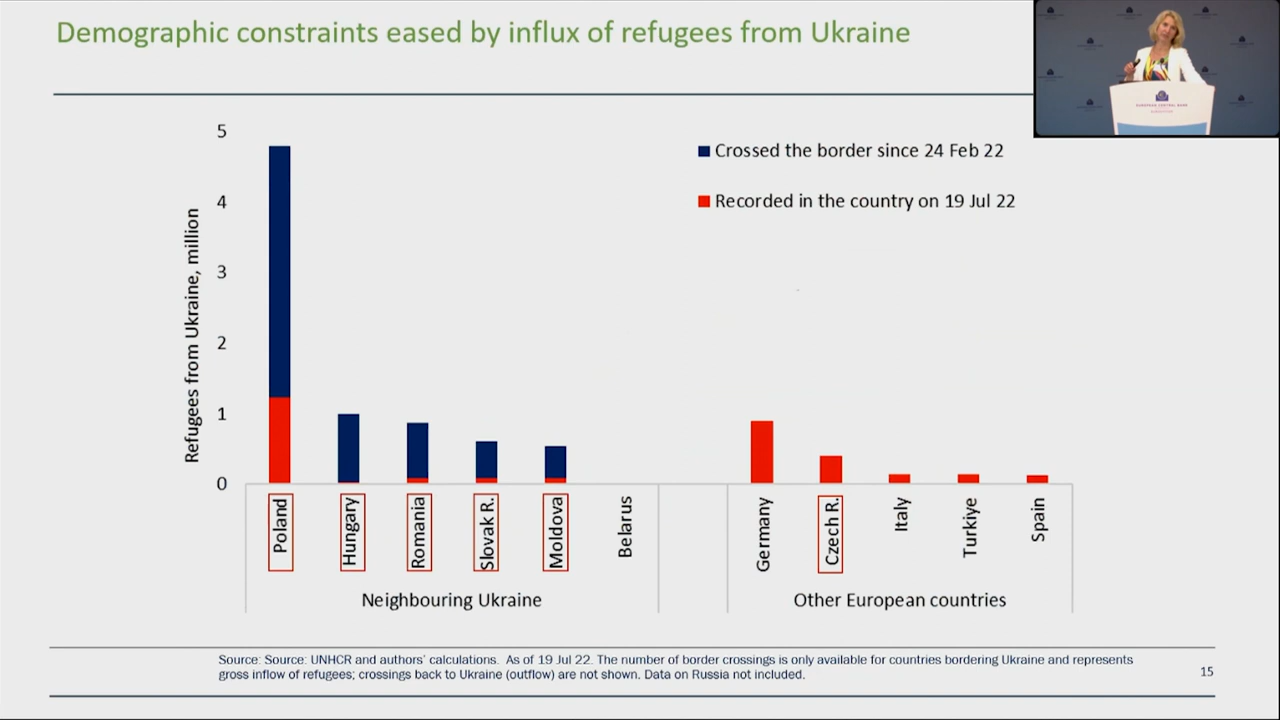 Demographic constraints eased by influx of refugees from Ukraine
EUROPEAN CENTRAL BANK
Refugees from Ukraine, million
5
4
3
2
1
0
Crossed the border since 24 Feb 22
Recorded in the country on 19 Jul 22
Poland
Hungary
Romania
Slovak R.
Moldova
Belarus
Germany
Czech R.
Italy
Turkiye
Spain
Neighbouring Ukraine
Other European countries
Source: Source: UNHCR and authors' calculations. As of 19 Jul 22. The number of border crossings is only available for countries bordering Ukraine and represents
gross inflow of refugees; crossings back to Ukraine (outflow) are not shown. Data on Russia not included.
15